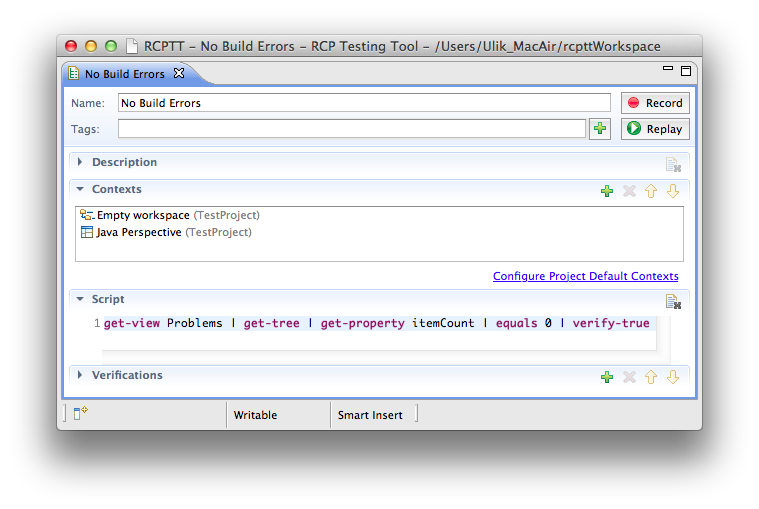 RCPTT – No Build Errors – RCP Testing Tool – /Users/Ulik_MacAir/rcpttWorkspace
No Build Errors
Name: No Build Errors Record
Tags: Replay
Description
Contexts
Empty workspace (TestProject)
Java Perspective (TestProject)
Configure Project Default Contexts
Script
1 get-view Problems | get-tree | get-property itemCount | equals 0 | verify-true
Verifications
Writable Smart Insert